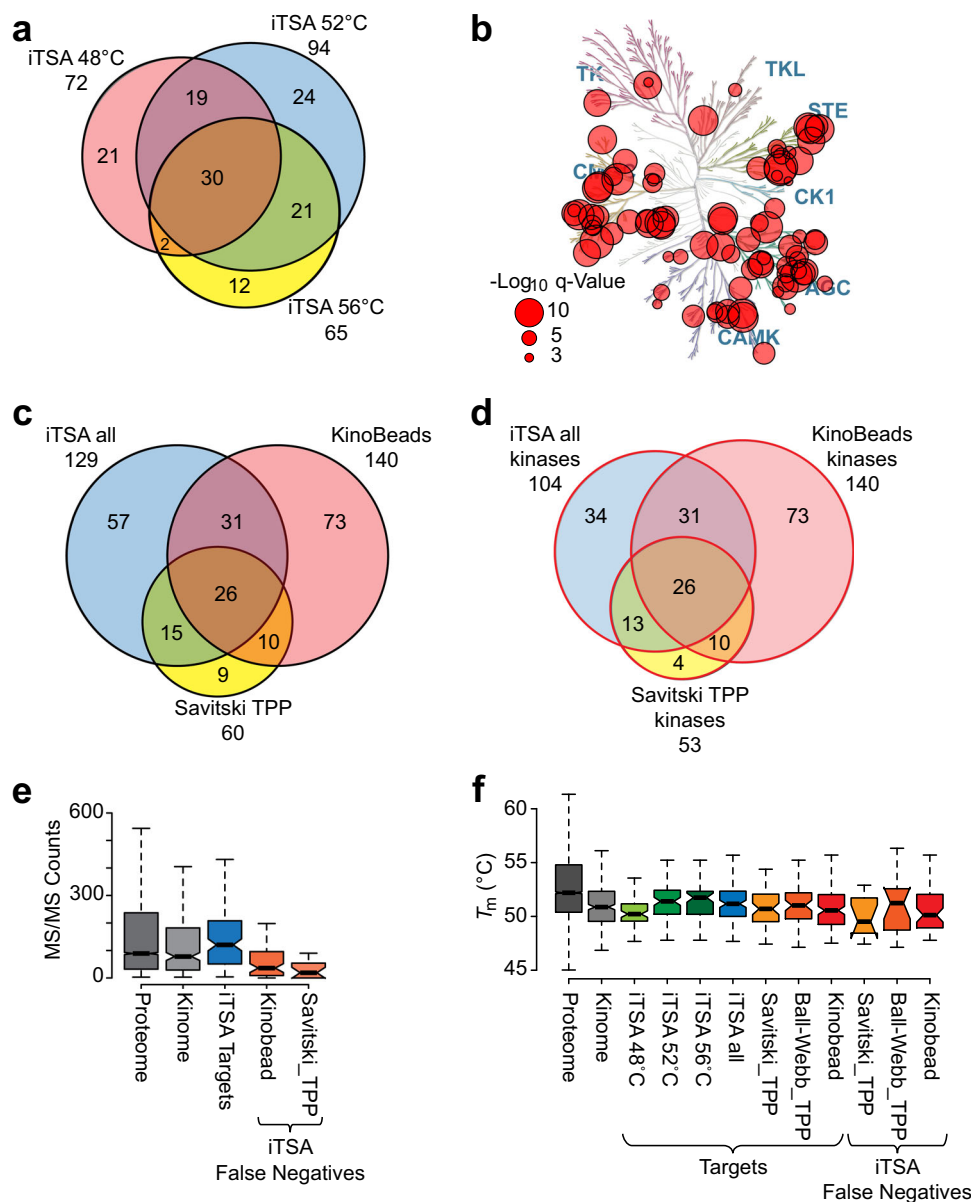 a
iTSA 52°C
94
iTSA 48°C
72
19
24
21
30
21
2
12
iTSA 56°C
65
b
TK
TKL
STE
CK1
AGC
CAMK
-Log10 q-Value
10
5
3
c
iTSA all
129
KinoBeads
140
57
31
73
26
15
10
9
Savitski TPP
60
d
iTSA all
kinases
104
KinoBeads
kinases
140
34
31
73
26
13
10
4
Savitski TPP
kinases
53
e
MS/MS Counts
600
300
0
Proteome
Kinome
iTSA Targets
Kinobead
Savitski_TPP
iTSA
False Negatives
f
Tm (°C)
60
55
50
45
Proteome
Kinome
iTSA 48°C
iTSA 52°C
iTSA 56°C
iTSA all
Savitski_TPP
Ball-Webb_TPP
Kinobead
Savitski_TPP
Ball-Webb_TPP
Kinobead
Targets
iTSA
False Negatives